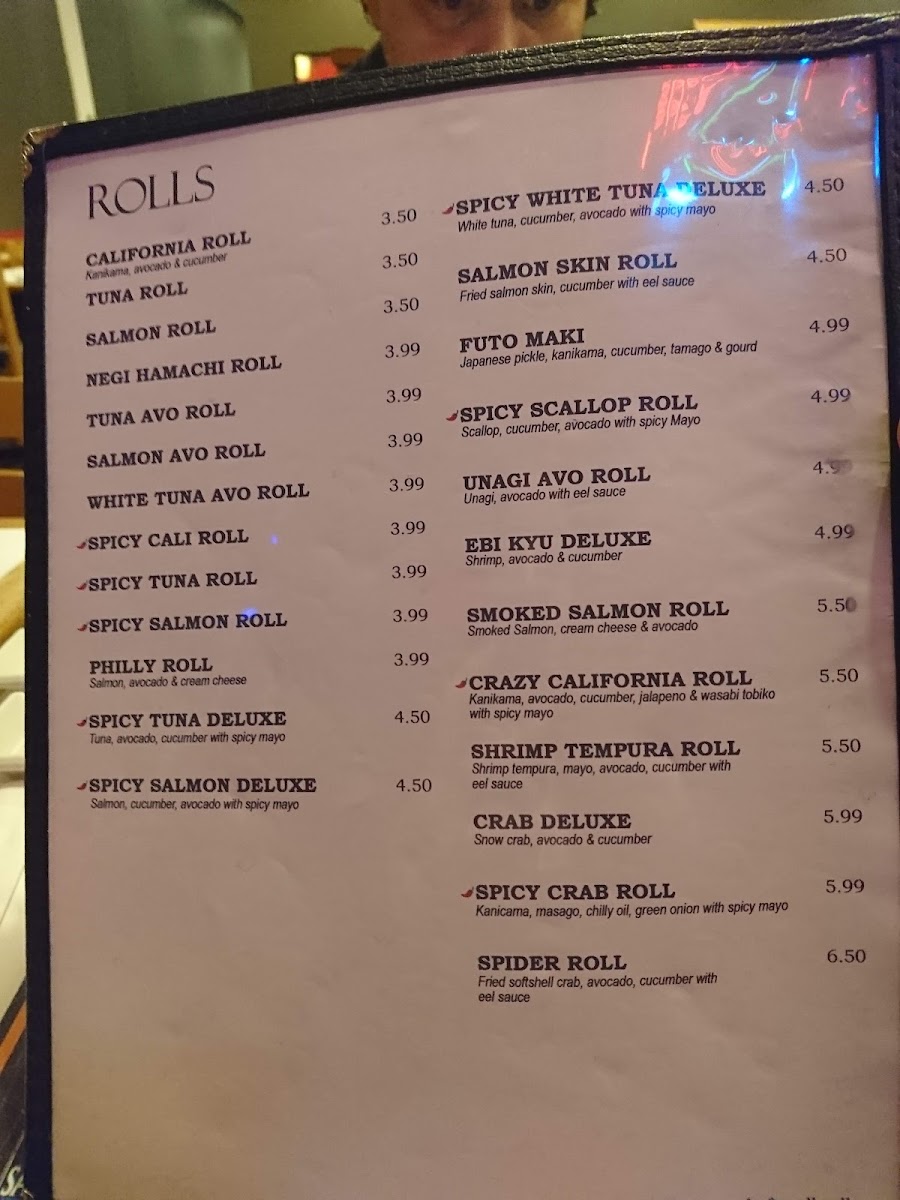 ROLLS
CALIFORNIA ROLL 3.50
Kanikama, avocado & cucumber
TUNA ROLL 3.50
SALMON ROLL 3.50
NEGI HAMACHI ROLL 3.99
TUNA AVO ROLL 3.99
SALMON AVO ROLL 3.99
WHITE TUNA AVO ROLL 3.99
SPICY CALI ROLL 3.99
SPICY TUNA ROLL 3.99
SPICY SALMON ROLL 3.99
PHILLY ROLL 3.99
Salmon, avocado & cream cheese
SPICY TUNA DELUXE 4.50
Tuna, avocado, cucumber with spicy mayo
SPICY SALMON DELUXE 4.50
Salmon, cucumber, avocado with spicy mayo
SPICY WHITE TUNA DELUXE 4.50
White tuna, cucumber, avocado with spicy mayo
SALMON SKIN ROLL 4.50
Fried salmon skin, cucumber with eel sauce
FUTO MAKI 4.99
Japanese pickle, kanikama, cucumber, tamago & gourd
SPICY SCALLOP ROLL 4.99
Scallop, cucumber, avocado with spicy Mayo
UNAGI AVO ROLL 4.99
Unagi, avocado with eel sauce
EBI KYU DELUXE 4.99
Shrimp, avocado & cucumber
SMOKED SALMON ROLL 5.50
Smoked Salmon, cream cheese & avocado
CRAZY CALIFORNIA ROLL 5.50
Kanikama, avocado, cucumber, jalapeno & wasabi tobiko
with spicy mayo
SHRIMP TEMPURA ROLL 5.50
Shrimp tempura, mayo, avocado, cucumber with
eel sauce
CRAB DELUXE 5.99
Snow crab, avocado & cucumber
SPICY CRAB ROLL 5.99
Kanicama, masago, chilly oil, green onion with spicy mayo
SPIDER ROLL 6.50
Fried softshell crab, avocado, cucumber with
eel sauce